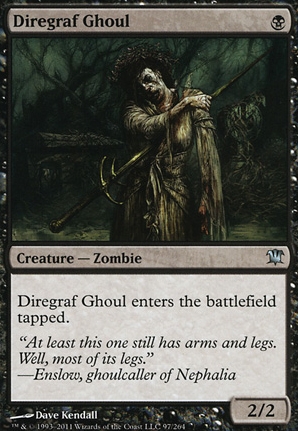 Diregraf Ghoul
Creature — Zombie
Diregraf Ghoul enters the battlefield
tapped.
“At least this one still has arms and legs.
Well, most of its legs.”
—Enslow, ghoulcaller of Nephalia
2/2
Dave Kendall
™ & © 1993–2011 Wizards of the Coast LLC 97/264